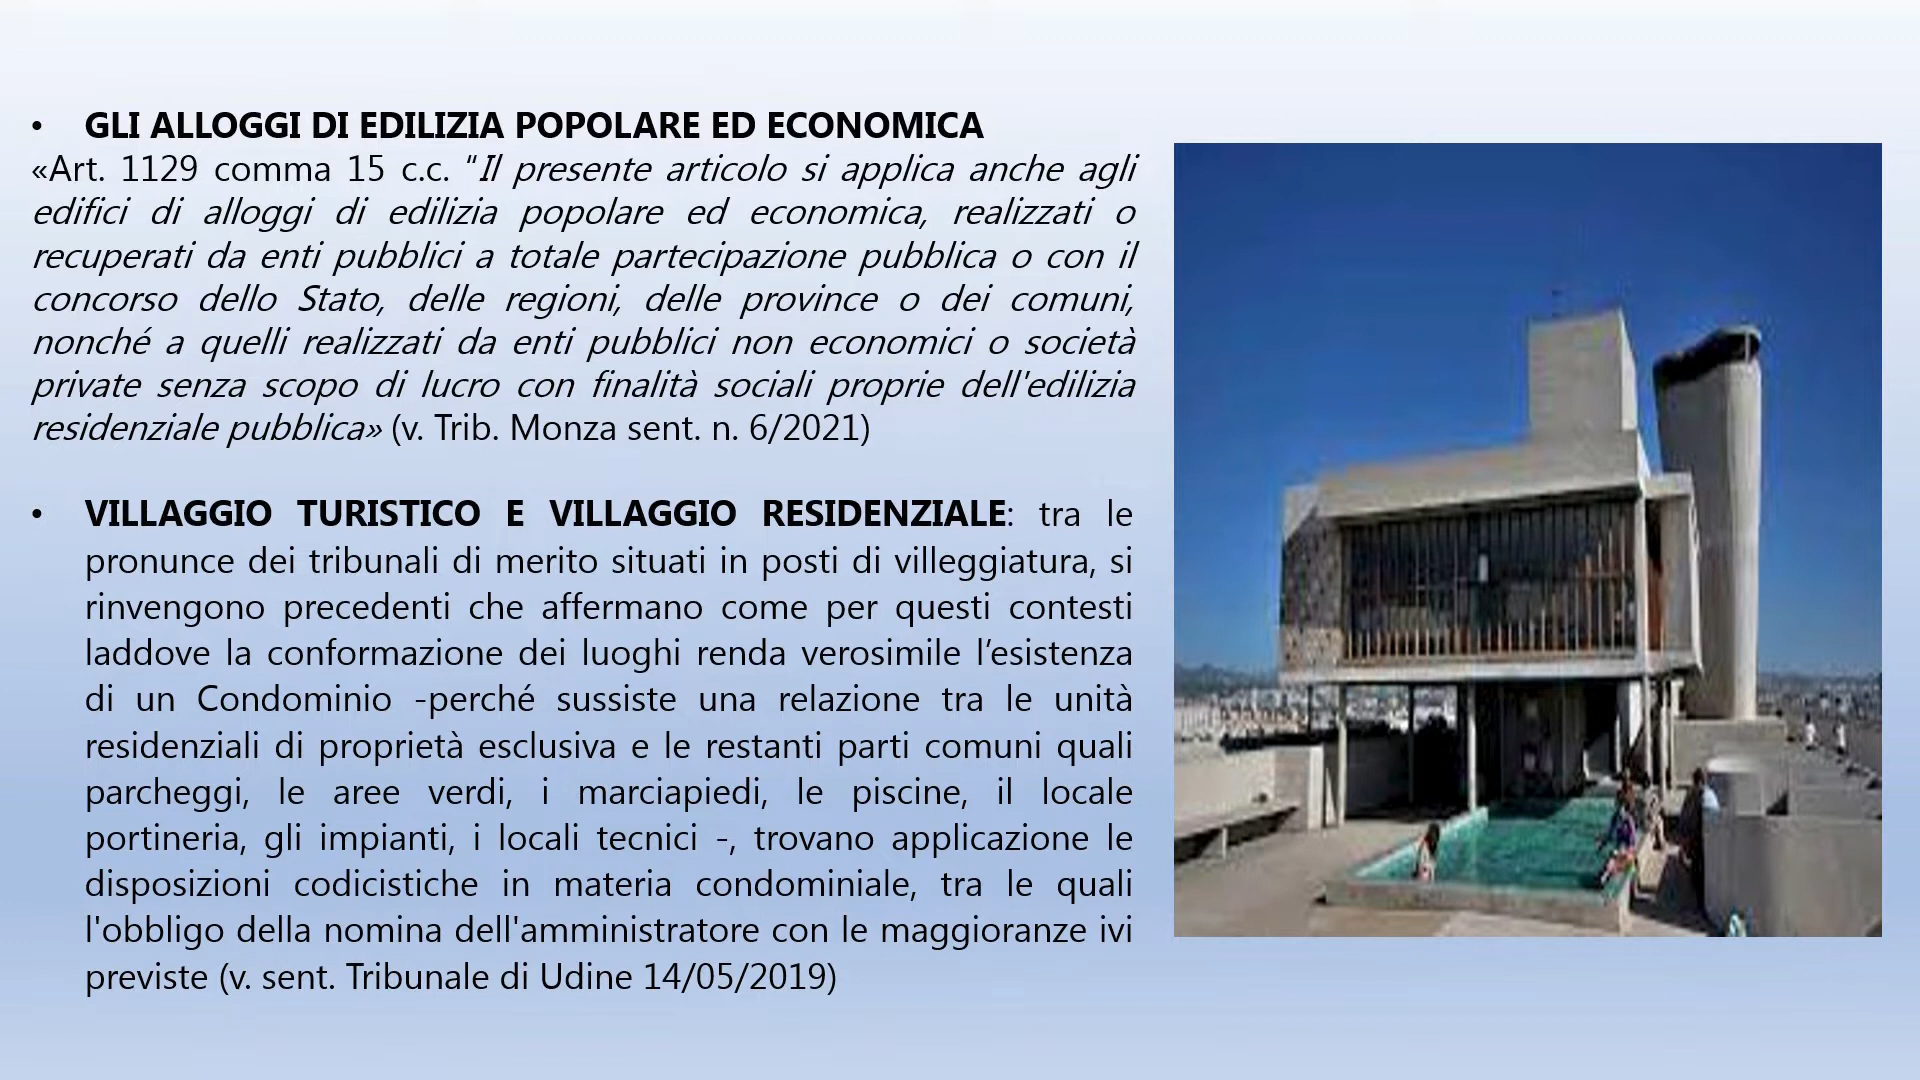 • GLI ALLOGGI DI EDILIZIA POPOLARE ED ECONOMICA
«Art. 1129 comma 15 c.c. “Il presente articolo si applica anche agli
edifici di alloggi di edilizia popolare ed economica, realizzati o
recuperati da enti pubblici a totale partecipazione pubblica o con il
concorso dello Stato, delle regioni, delle province o dei comuni,
nonché a quelli realizzati da enti pubblici non economici o società
private senza scopo di lucro con finalità sociali proprie dell'edilizia
residenziale pubblica» (v. Trib. Monza sent. n. 6/2021)
• VILLAGGIO TURISTICO E VILLAGGIO RESIDENZIALE: tra le
pronunce dei tribunali di merito situati in posti di villeggiatura, si
rinvengono precedenti che affermano come per questi contesti
laddove la conformazione dei luoghi renda verosimile l’esistenza
di un Condominio -perché sussiste una relazione tra le unità
residenziali di proprietà esclusiva e le restanti parti comuni quali
parcheggi, le aree verdi, i marciapiedi, le piscine, il locale
portineria, gli impianti, i locali tecnici -, trovano applicazione le
disposizioni codicistiche in materia condominiale, tra le quali
l'obbligo della nomina dell'amministratore con le maggioranze ivi
previste (v. sent. Tribunale di Udine 14/05/2019)